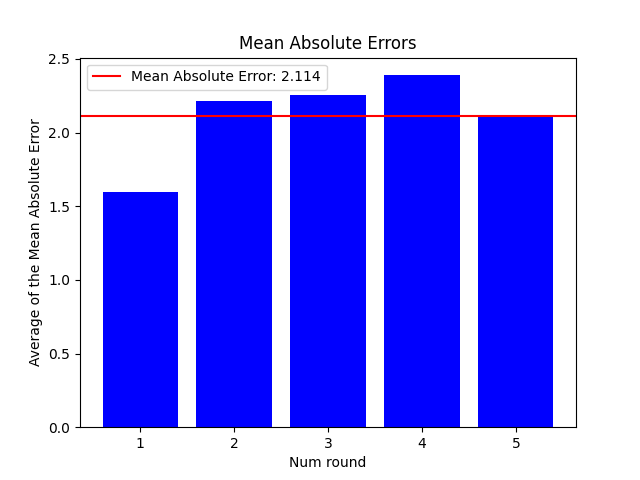 Mean Absolute Errors
Mean Absolute Error: 2.114
Average of the Mean Absolute Error
2.5
2.0
1.5
1.0
0.5
0.0
1 2 3 4 5
Num round